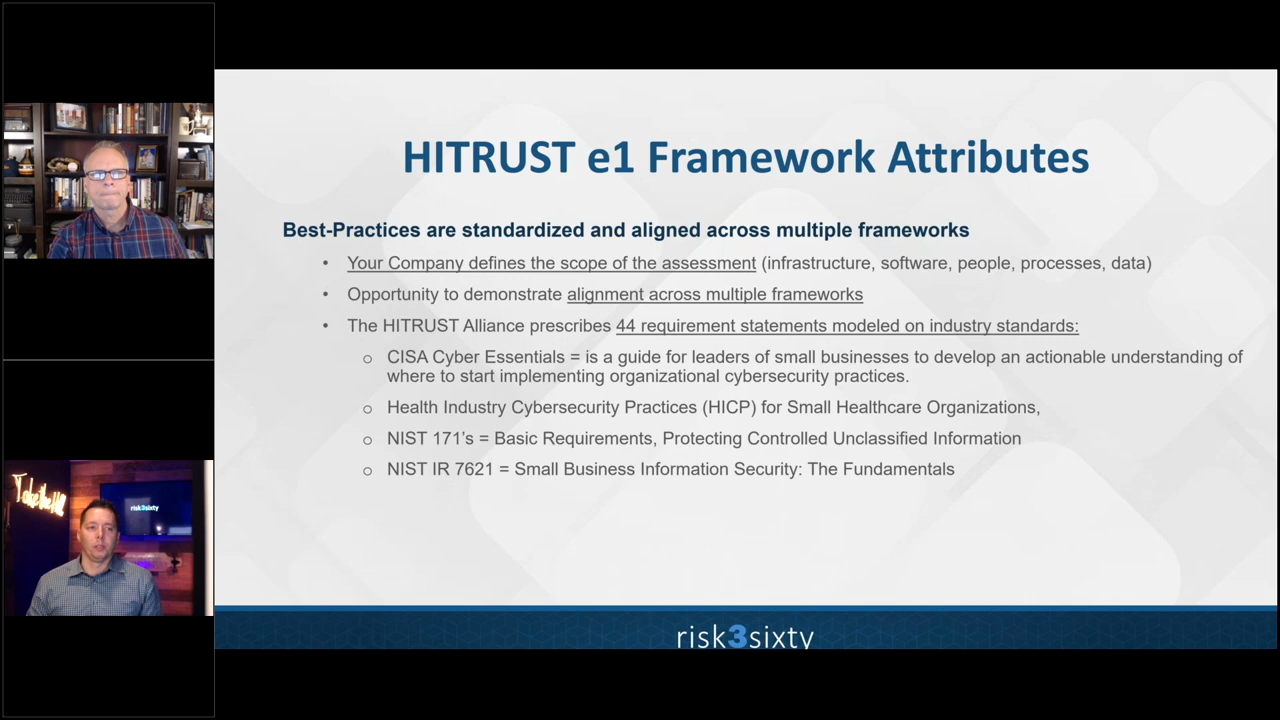 HITRUST e1 Framework Attributes
Best-Practices are standardized and aligned across multiple frameworks
• Your Company defines the scope of the assessment (infrastructure, software, people, processes, data)
• Opportunity to demonstrate alignment across multiple frameworks
• The HITRUST Alliance prescribes 44 requirement statements modeled on industry standards:
o CISA Cyber Essentials = is a guide for leaders of small businesses to develop an actionable understanding of
where to start implementing organizational cybersecurity practices.
o Health Industry Cybersecurity Practices (HICP) for Small Healthcare Organizations,
o NIST 171's = Basic Requirements, Protecting Controlled Unclassified Information
o NIST IR 7621 = Small Business Information Security: The Fundamentals
Take the Hill
risk3sixty
risk3sixty